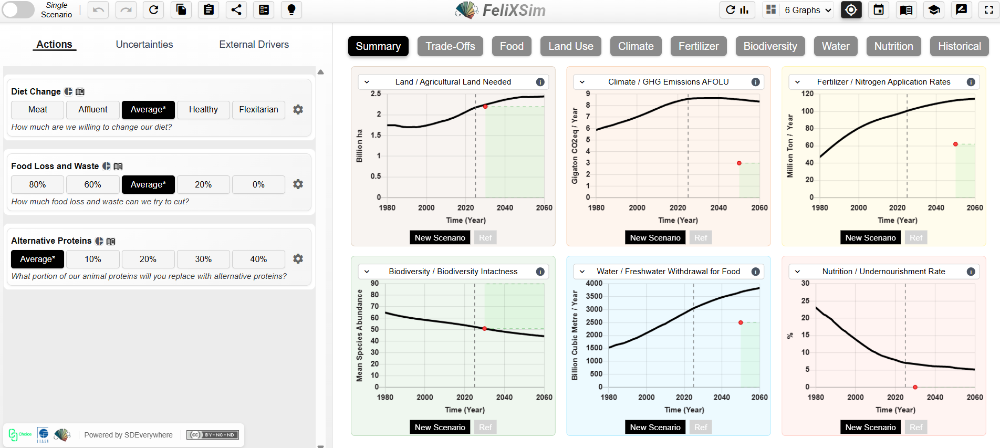 Single
Scenario
FeliXSim
6 Graphs
Actions
Uncertainties
External Drivers
Diet Change
Meat
Affluent
Average*
Healthy
Flexitarian
How much are we willing to change our diet?
Food Loss and Waste
80%
60%
Average*
20%
0%
How much food loss and waste can we try to cut?
Alternative Proteins
Average*
10%
20%
30%
40%
What portion of our animal proteins will you replace with alternative proteins?
Choice
IIASA
Powered by SDEverywhere
cc BY-NC-ND
Summary
Trade-Offs
Food
Land Use
Climate
Fertilizer
Biodiversity
Water
Nutrition
Historical
Land / Agricultural Land Needed
i
Billion ha
2.5
2
1.5
1
0.5
0
1980 2000 2020 2040 2060
Time (Year)
New Scenario
Ref
Climate / GHG Emissions AFOLU
i
Gigaton CO2eq / Year
9
8
7
6
5
4
3
2
1
0
1980 2000 2020 2040 2060
Time (Year)
New Scenario
Ref
Fertilizer / Nitrogen Application Rates
i
Million Ton / Year
120
100
80
60
40
20
0
1980 2000 2020 2040 2060
Time (Year)
New Scenario
Ref
Biodiversity / Biodiversity Intactness
i
Mean Species Abundance
90
80
70
60
50
40
30
20
10
0
1980 2000 2020 2040 2060
Time (Year)
New Scenario
Ref
Water / Freshwater Withdrawal for Food
i
Billion Cubic Metre / Year
4000
3500
3000
2500
2000
1500
1000
500
0
1980 2000 2020 2040 2060
Time (Year)
New Scenario
Ref
Nutrition / Undernourishment Rate
i
%
30
25
20
15
10
5
0
1980 2000 2020 2040 2060
Time (Year)
New Scenario
Ref